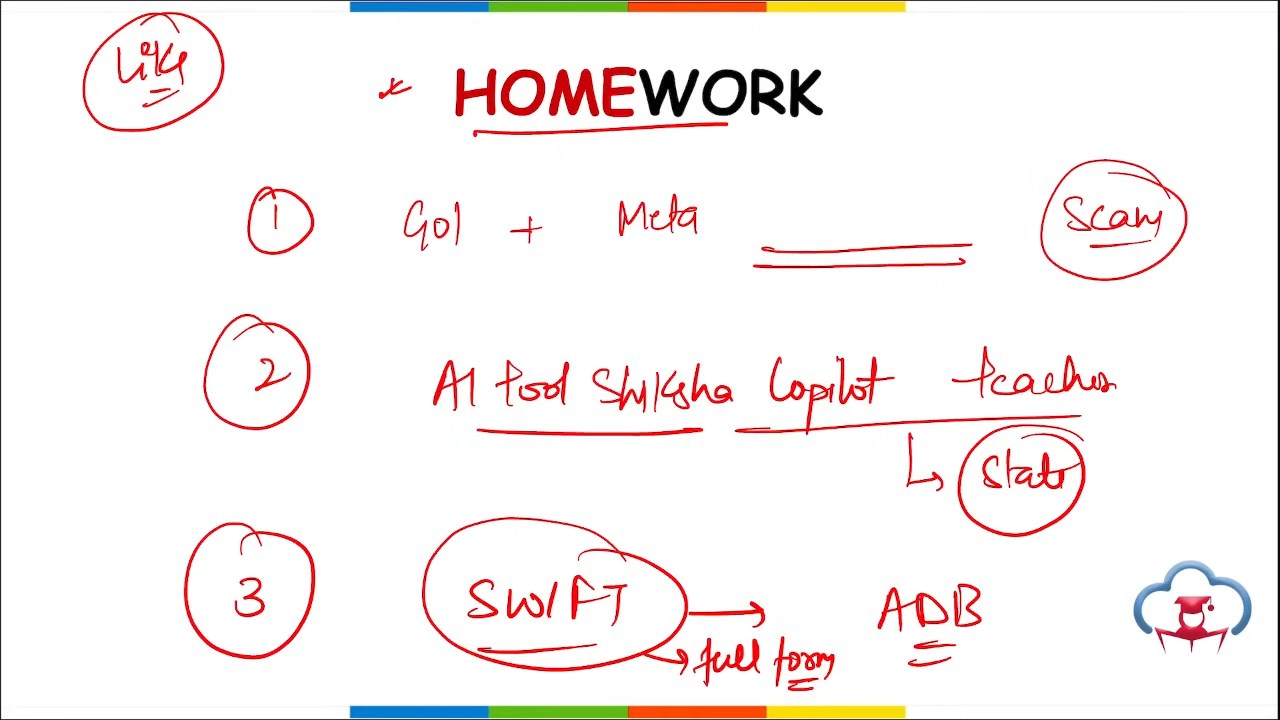 Like
HOMEWORK
1 GoI + Meta Scam
2 AI Tool Shiksha Copilot Teacher
State
3 SWIFT ADB
full form